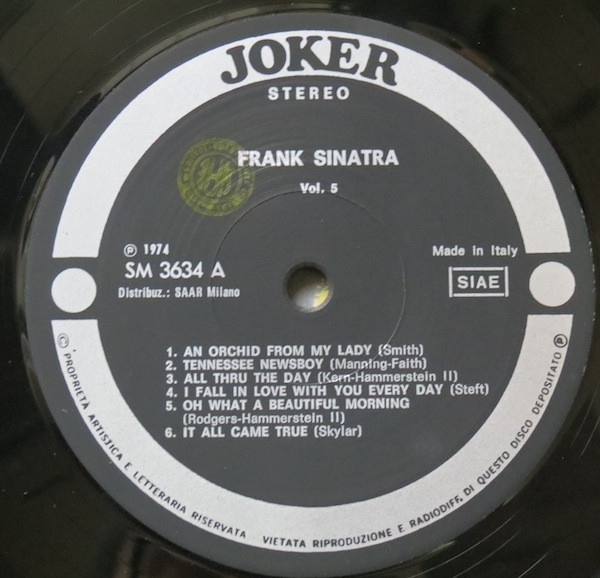 JOKER
STEREO
FRANK SINATRA
Vol. 5
Ⓟ 1974
SM 3634 A
Distribuz.: SAAR Milano
Made in Italy
SIAE
1. AN ORCHID FROM MY LADY (Smith)
2. TENNESSEE NEWSBOY (Manning-Faith)
3. ALL THRU THE DAY (Kern-Hammerstein II)
4. I FALL IN LOVE WITH YOU EVERY DAY (Steft)
5. OH WHAT A BEAUTIFUL MORNING
(Rodgers-Hammerstein II)
6. IT ALL CAME TRUE (Skylar)
© PROPRIETA ARTISTICA E LETTERARIA RISERVATA VIETATA RIPRODUZIONE E RADIODIFF. DI QUESTO DISCO DEPOSITATO Ⓟ